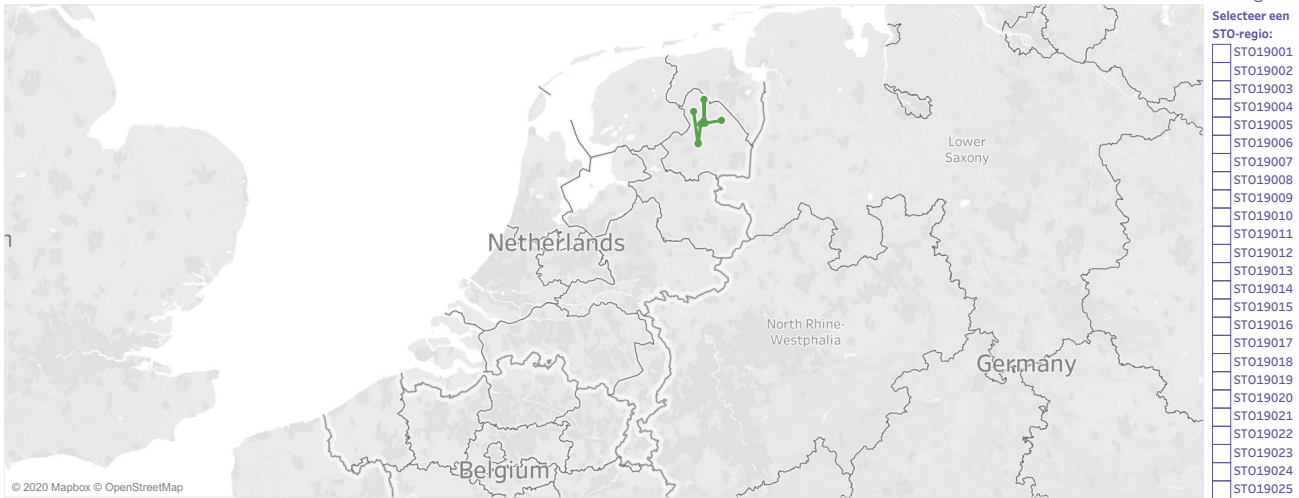 Selecteer een
STO-regio:
STO19001
STO19002
STO19003
STO19004
STO19005
STO19006
STO19007
STO19008
STO19009
STO19010
STO19011
STO19012
STO19013
STO19014
STO19015
STO19016
STO19017
STO19018
STO19019
STO19020
STO19021
STO19022
STO19023
STO19024
STO19025
Lower
Saxony
Netherlands
North Rhine-
Westphalia
Germany
Belgium
© 2020 Mapbox © OpenStreetMap